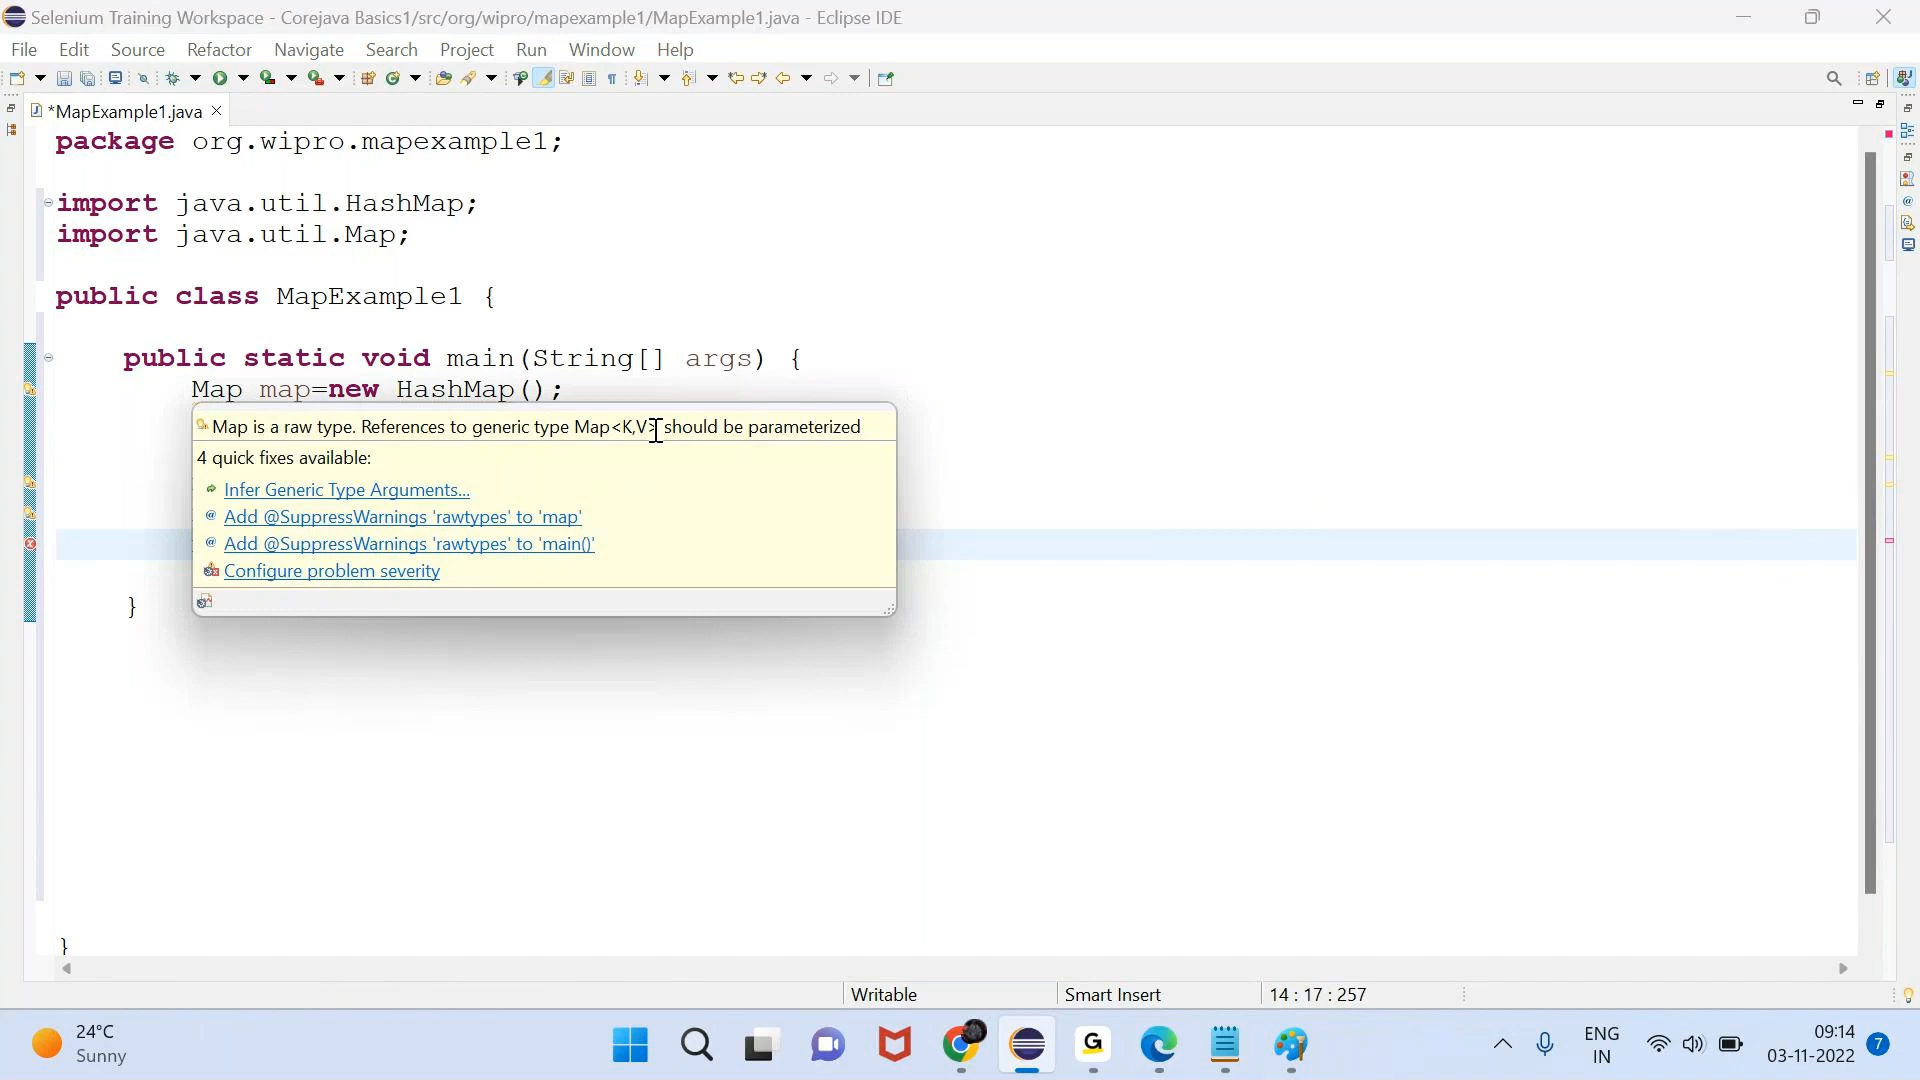 Selenium Training Workspace - Corejava Basics1/src/org/wipro/mapexample1/MapExample1.java - Eclipse IDE
File Edit Source Refactor Navigate Search Project Run Window Help
*MapExample1.java
package org.wipro.mapexample1;
import java.util.HashMap;
import java.util.Map;
public class MapExample1 {
public static void main(String[] args) {
Map map=new HashMap();
Map is a raw type. References to generic type Map<K,V> should be parameterized
4 quick fixes available:
Infer Generic Type Arguments...
Add @SuppressWarnings 'rawtypes' to 'map'
Add @SuppressWarnings 'rawtypes' to 'main()'
Configure problem severity
}
}
Writable Smart Insert 14 : 17 : 257
24°C
Sunny
G
ENG
IN
09:14
03-11-2022
7